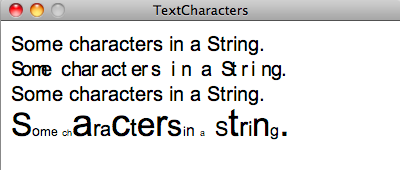 TextCharacters
Some characters in a String.
Some characters in a String.
Some characters in a String.
Some characters in a string.